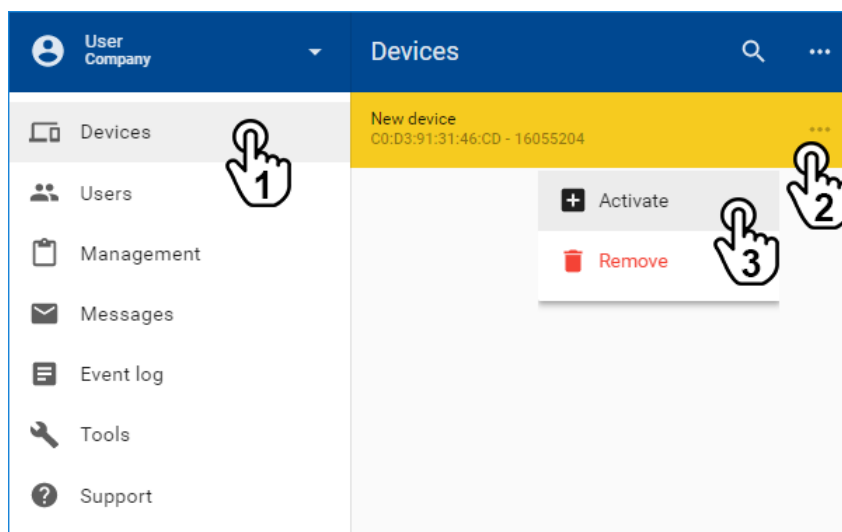 User
Company
Devices
New device
C0:D3:91:31:46:CD - 16055204
Devices
1
2
Users
Activate
3
Management
Remove
Messages
Event log
Tools
Support